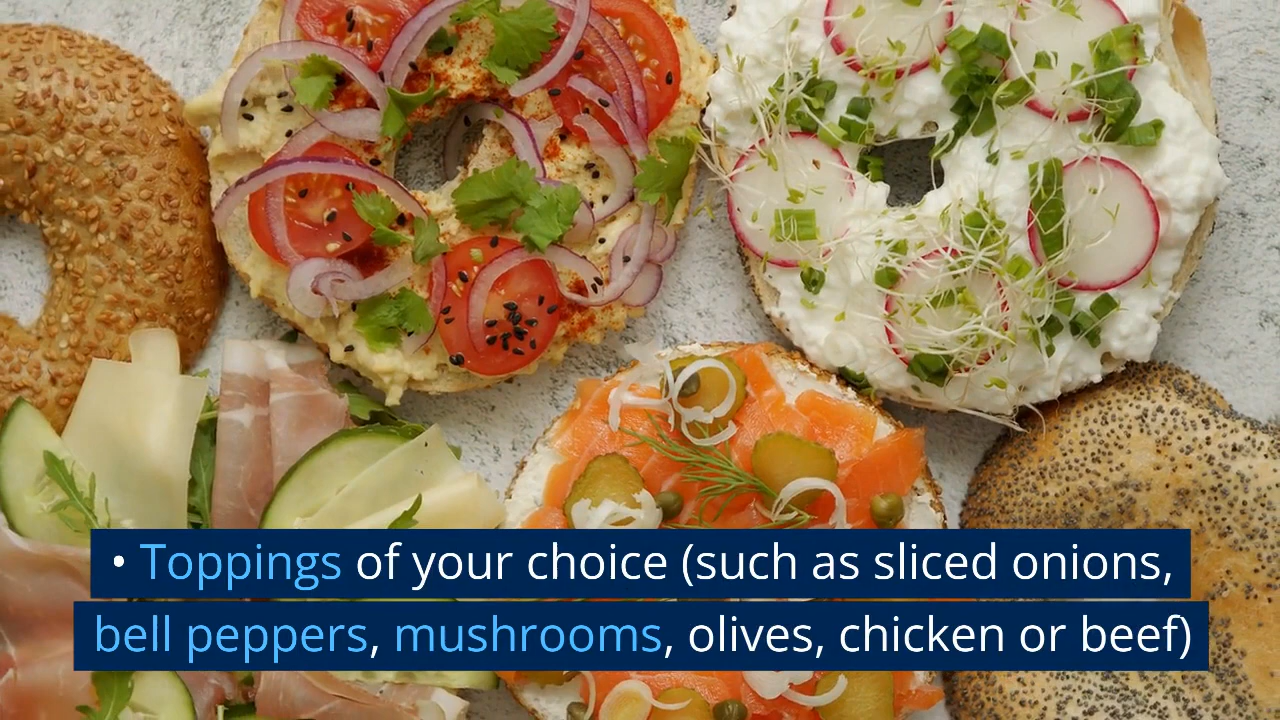 • Toppings of your choice (such as sliced onions,
bell peppers, mushrooms, olives, chicken or beef)